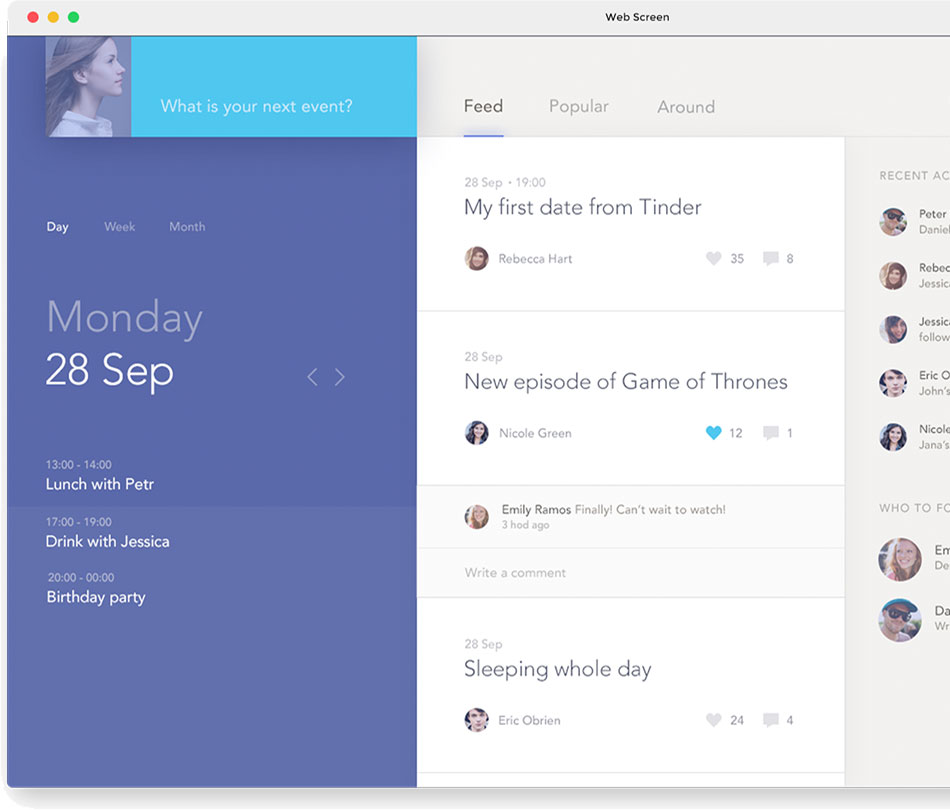 Web Screen
What is your next event?
Day Week Month
Monday
28 Sep
13:00 - 14:00
Lunch with Petr
17:00 - 19:00
Drink with Jessica
20:00 - 00:00
Birthday party
Feed Popular Around
28 Sep • 19:00
My first date from Tinder
Rebecca Hart 35 8
28 Sep
New episode of Game of Thrones
Nicole Green 12 1
Emily Ramos Finally! Can't wait to watch!
3 hod ago
Write a comment
28 Sep
Sleeping whole day
Eric Obrien 24 4
RECENT AC
Peter
Daniel
Rebec
Jessic
Jessic
follow
Eric O
John's
Nicole
Jana's
WHO TO FO
Em
De
Da
Wr